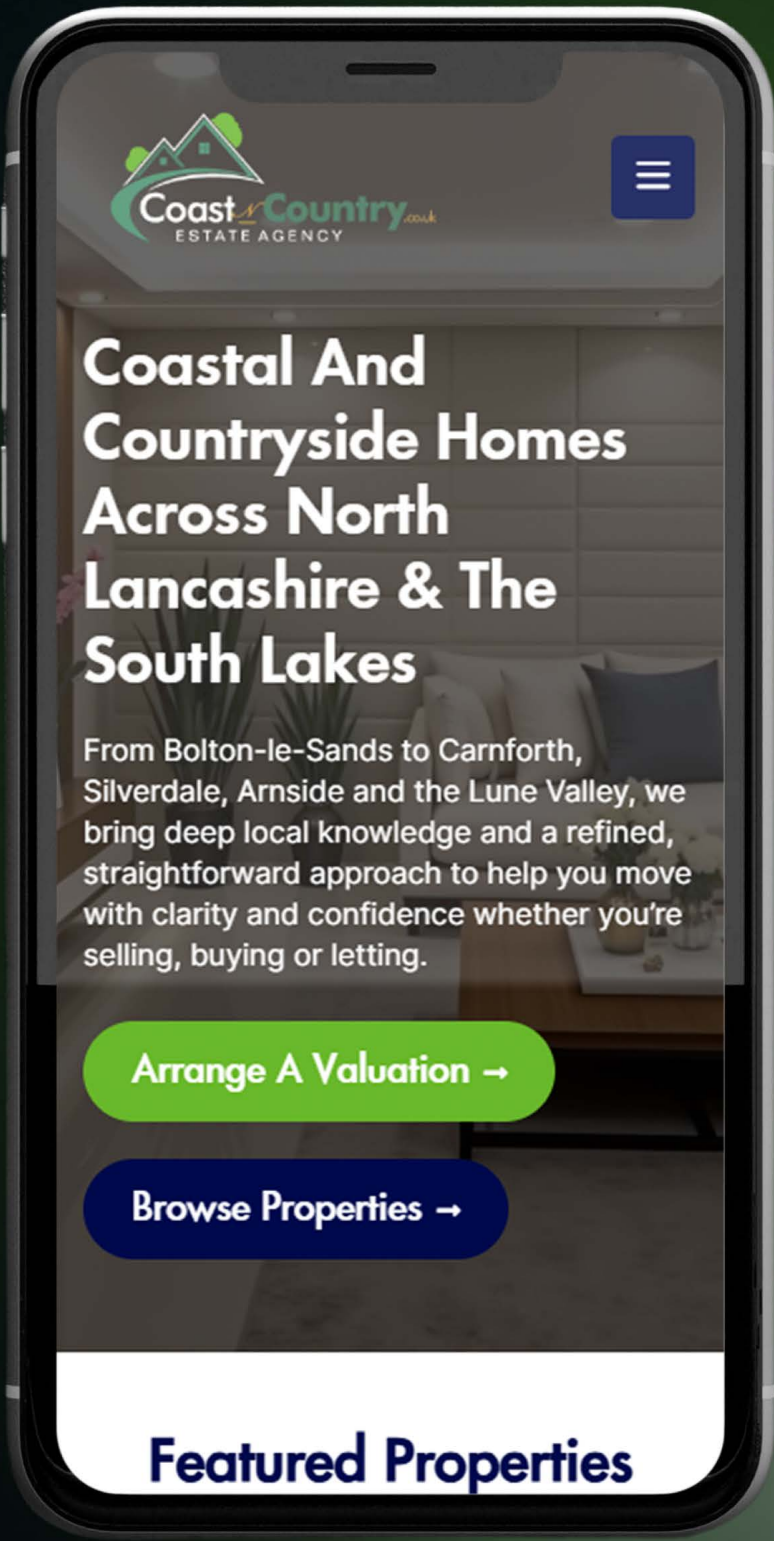 Coast n Country.co.uk
ESTATE AGENCY
Coastal And
Countryside Homes
Across North
Lancashire & The
South Lakes
From Bolton-le-Sands to Carnforth,
Silverdale, Arnside and the Lune Valley, we
bring deep local knowledge and a refined,
straightforward approach to help you move
with clarity and confidence whether you're
selling, buying or letting.
Arrange A Valuation →
Browse Properties →
Featured Properties